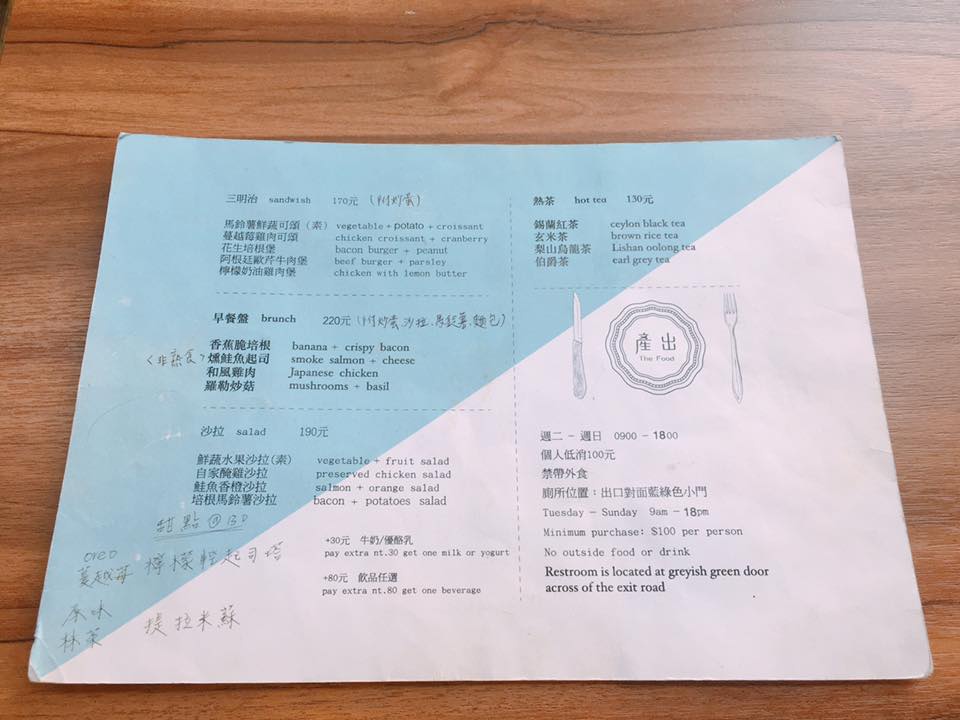 三明治 sandwish 170元 (附炒蛋)
馬鈴薯鮮蔬可頌(素) vegetable + potato + croissant
蔓越莓雞肉可頌 chicken croissant + cranberry
花生培根堡 bacon burger + peanut
阿根廷歐芹牛肉堡 beef burger + parsley
檸檬奶油雞肉堡 chicken with lemon butter
早餐盤 brunch 220元 (附炒蛋、沙拉、馬鈴薯、麵包)
香蕉脆培根 banana + crispy bacon
<非熟食> 燻鮭魚起司 smoke salmon + cheese
和風雞肉 Japanese chicken
羅勒炒菇 mushrooms + basil
沙拉 salad 190元
鮮蔬水果沙拉(素) vegetable + fruit salad
自家醃雞沙拉 preserved chicken salad
鮭魚香橙沙拉 salmon + orange salad
培根馬鈴薯沙拉 bacon + potatoes salad
甜點@130
oreo
蔓越莓 檸檬輕起司塔
原味
抹茶 提拉米蘇
+30元 牛奶/優酪乳
pay extra nt.30 get one milk or yogurt
+80元 飲品任選
pay extra nt.80 get one beverage
熱茶 hot tea 130元
錫蘭紅茶 ceylon black tea
玄米茶 brown rice tea
梨山烏龍茶 Lishan oolong tea
伯爵茶 earl grey tea
產出
The Food
週二 - 週日 0900 - 1800
個人低消100元
禁帶外食
廁所位置:出口對面藍綠色小門
Tuesday - Sunday 9am - 18pm
Minimum purchase: $100 per person
No outside food or drink
Restroom is located at greyish green door
across of the exit road